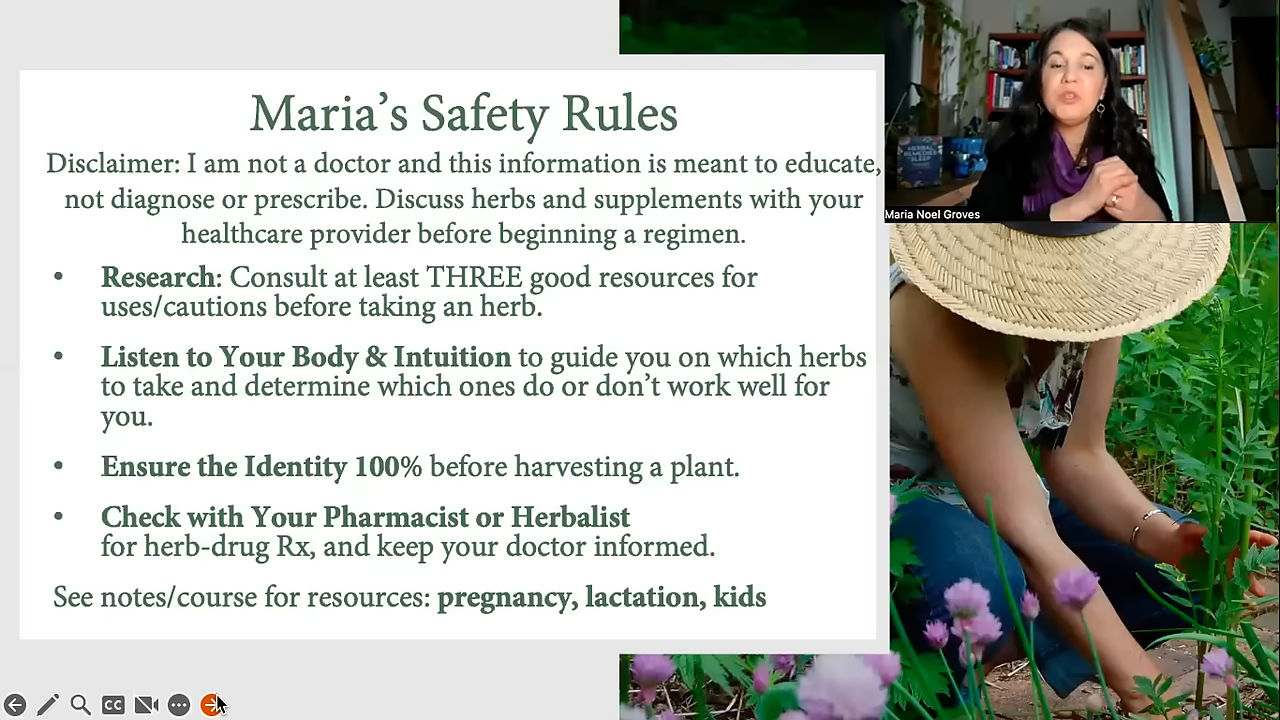 Maria's Safety Rules
Disclaimer: I am not a doctor and this information is meant to educate,
not diagnose or prescribe. Discuss herbs and supplements with your
healthcare provider before beginning a regimen.
• Research: Consult at least THREE good resources for
uses/cautions before taking an herb.
• Listen to Your Body & Intuition to guide you on which herbs
to take and determine which ones do or don't work well for
you.
• Ensure the Identity 100% before harvesting a plant.
• Check with Your Pharmacist or Herbalist
for herb-drug Rx, and keep your doctor informed.
See notes/course for resources: pregnancy, lactation, kids
HERBAL
REMEDIES
SLEEP
Maria Noel Groves
CC